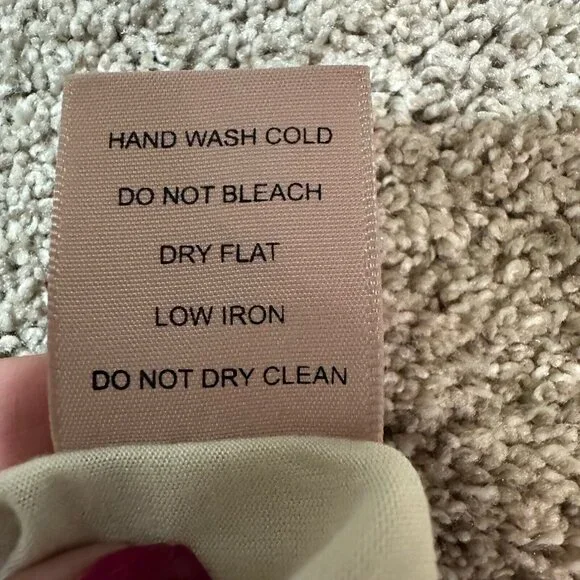 HAND WASH COLD
DO NOT BLEACH
DRY FLAT
LOW IRON
DO NOT DRY CLEAN